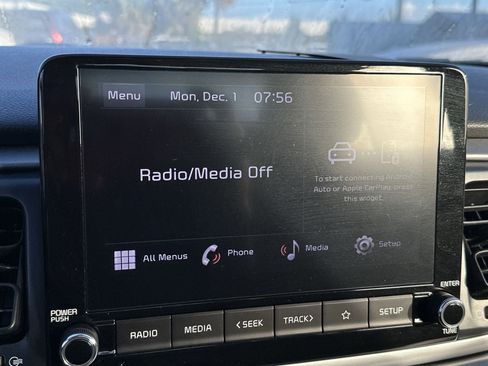 Menu Mon, Dec. 1 07:56
Radio/Media Off
To start connecting Android
Auto or Apple CarPlay, press
this widget.
All Menus Phone Media Setup
POWER
PUSH
RADIO MEDIA < SEEK TRACK > SETUP
ENTER
TUNE